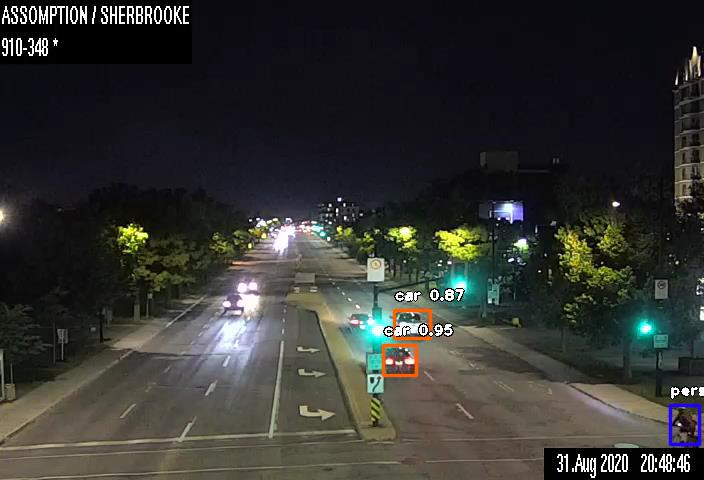 ASSOMPTION / SHERBROOKE
910-348 *
car 0.87
car 0.95
pers
31.Aug 2020 20:48:46